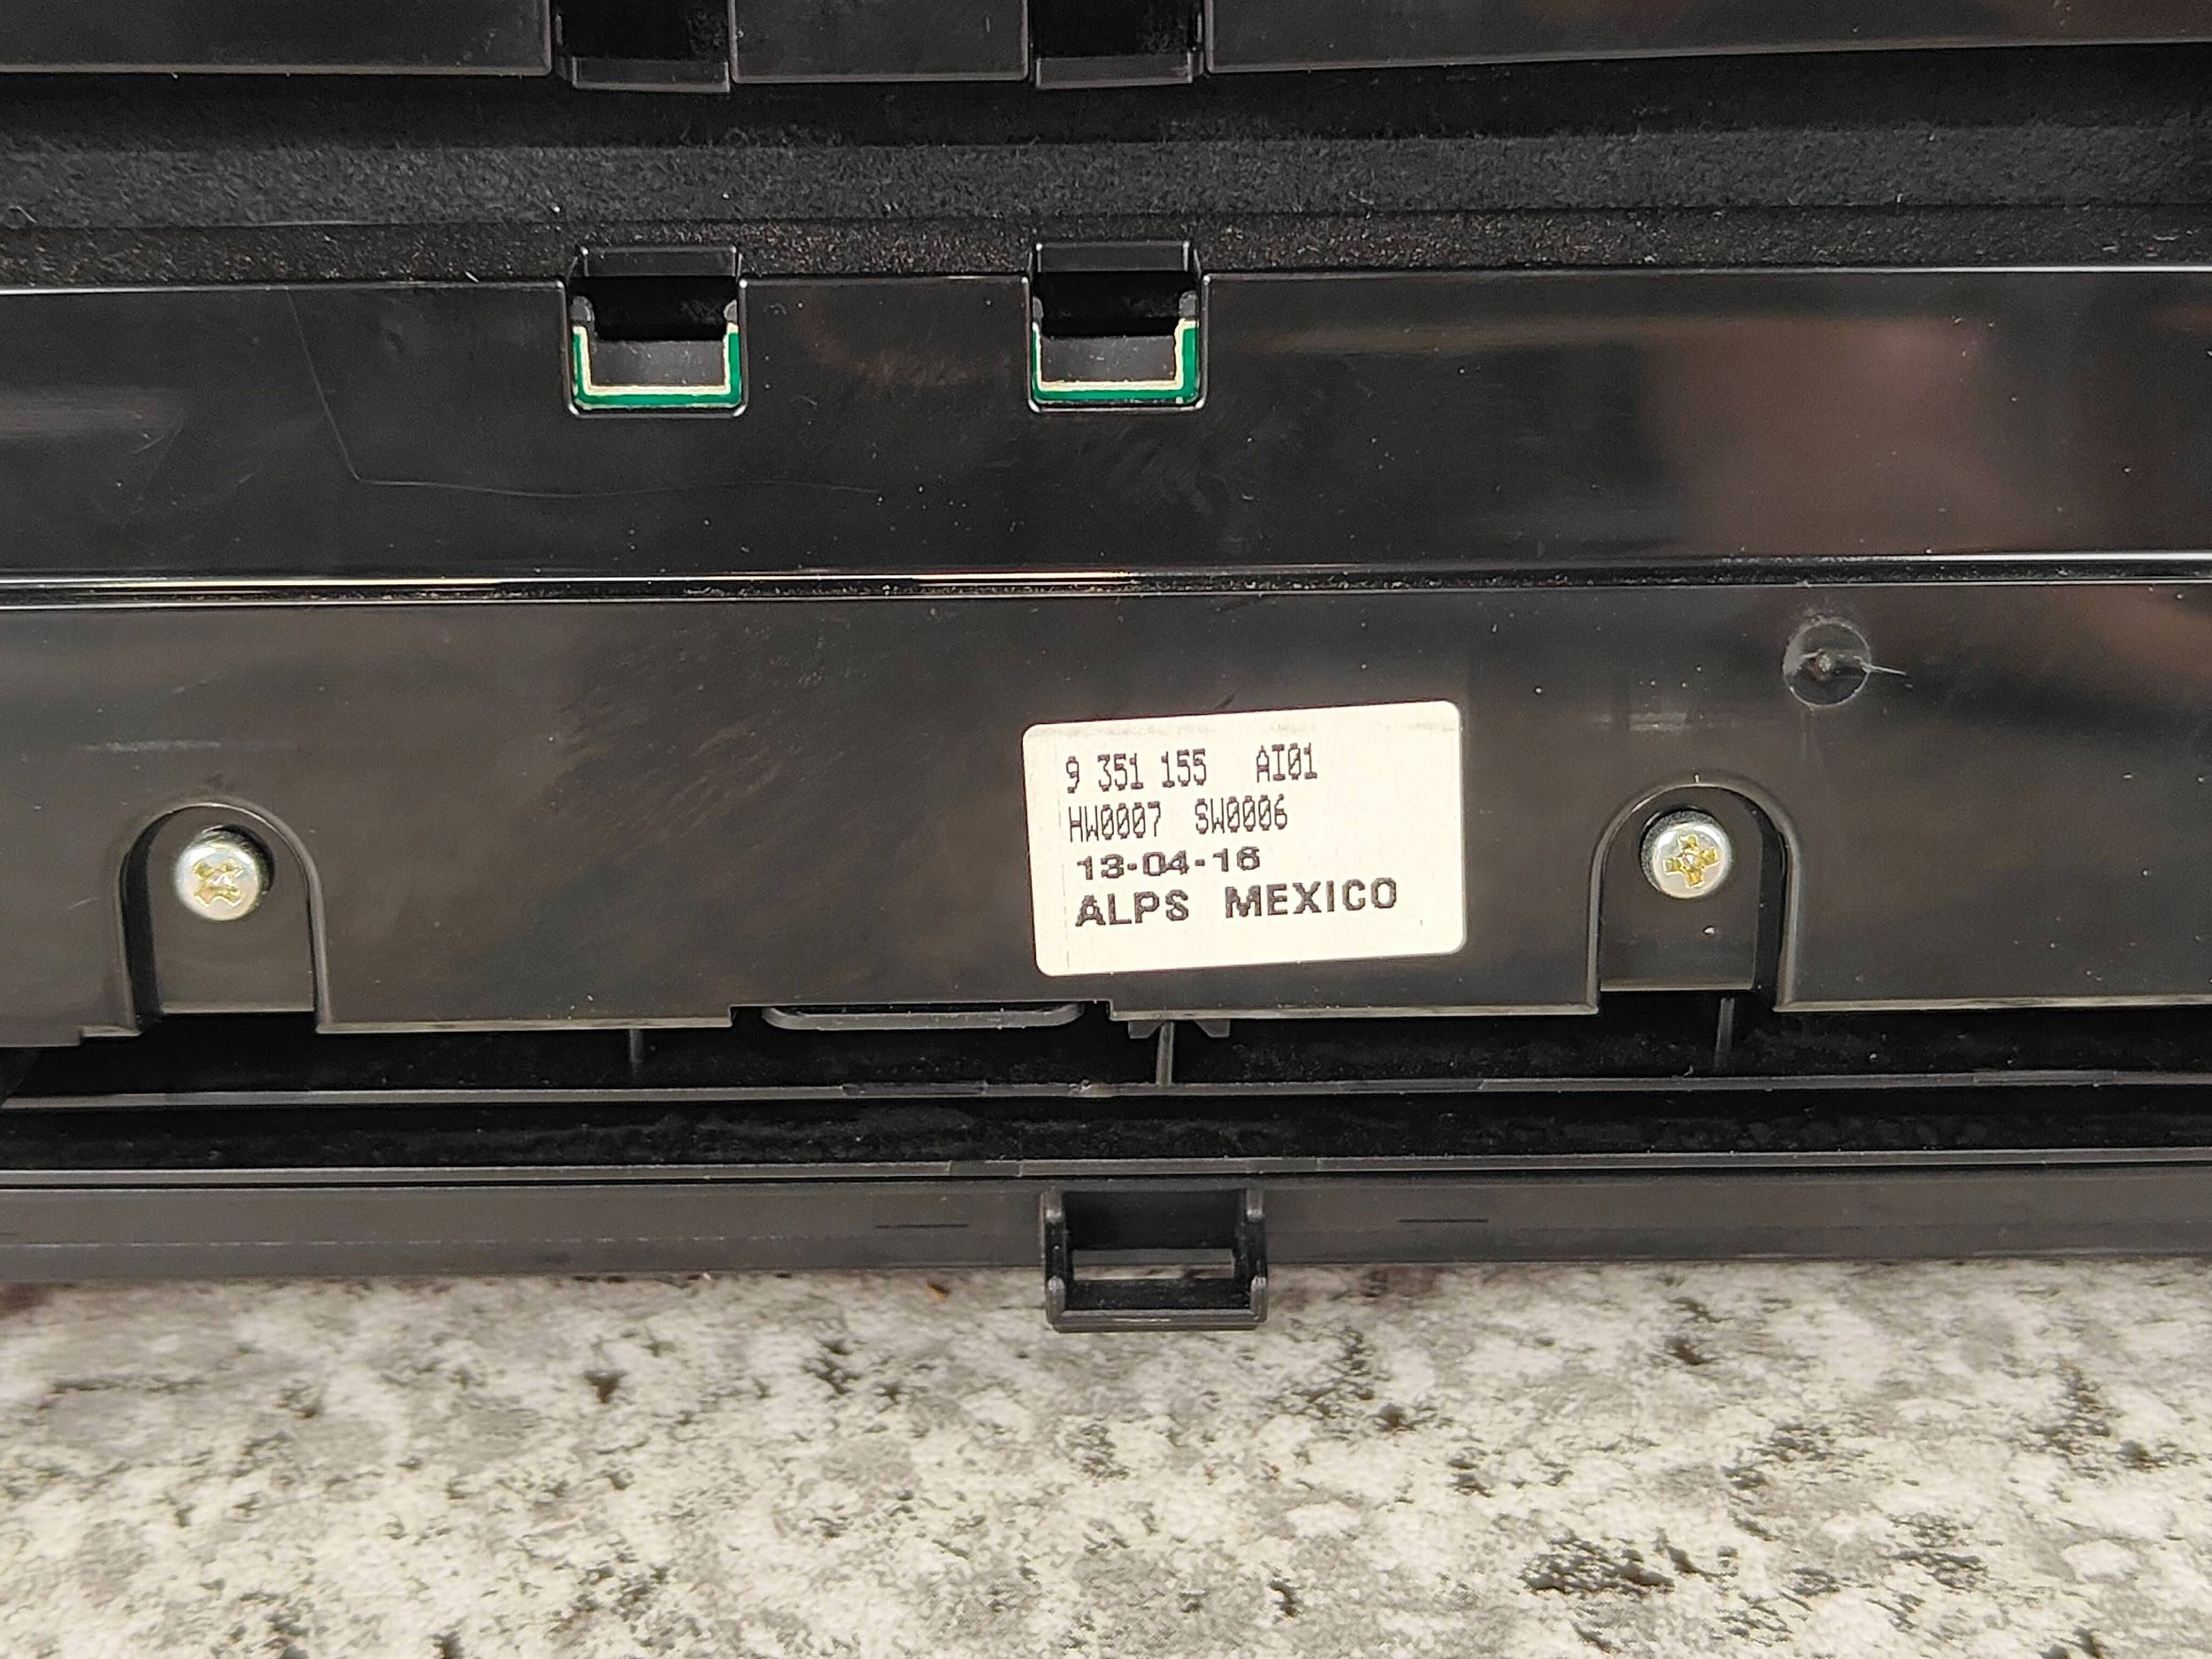 9 351 155 AI01
HW0007 SW0006
13-04-16
ALPS MEXICO